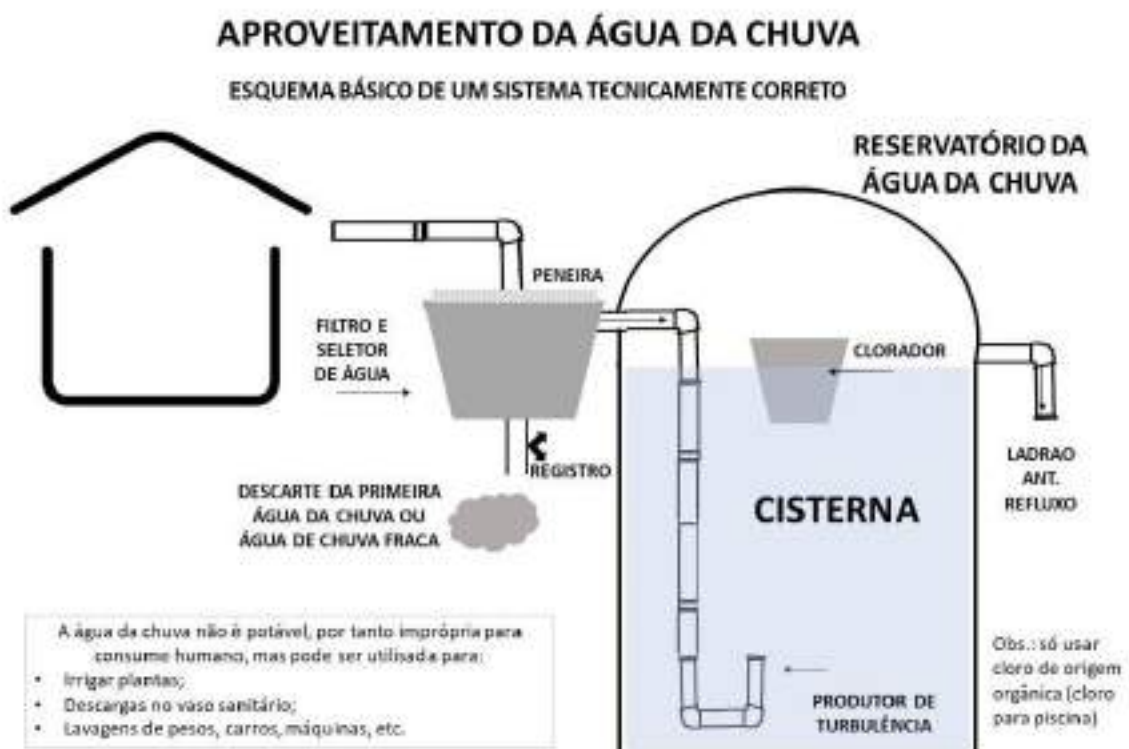 APROVEITAMENTO DA ÁGUA DA CHUVA
ESQUEMA BÁSICO DE UM SISTEMA TECNICAMENTE CORRETO
RESERVATÓRIO DA
ÁGUA DA CHUVA
PENEIRA
FILTRO E
SELETOR
DE ÁGUA
CLORADOR
REGISTRO
LADRAO
ANT.
REFLUXO
DESCARTE DA PRIMEIRA
ÁGUA DA CHUVA OU
ÁGUA DE CHUVA FRACA
CISTERNA
A água da chuva não é potável, por tanto imprópria para
consume humano, mas pode ser utilisada para:
• Irrigar plantas;
• Descargas no vaso sanitário;
• Lavagens de pesos, carros, máquinas, etc.
PRODUTOR DE
TURBULÊNCIA
Obs.: só usar
cloro de origem
orgânica (cloro
para piscina)